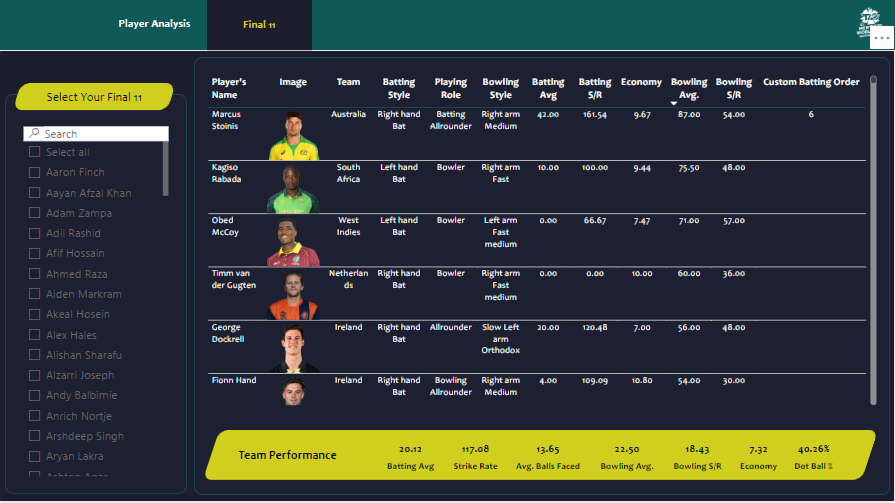 Player Analysis
Final 11
Select Your Final 11
Search
Select all
Aaron Finch
Aayan Afzal Khan
Adam Zampa
Adil Rashid
Afif Hossain
Ahmed Raza
Aiden Markram
Akeal Hosein
Alex Hales
Alishan Sharafu
Alzarri Joseph
Andy Balbirnie
Anrich Nortje
Arshdeep Singh
Aryan Lakra
Player's Name Image Team Batting Style Playing Role Bowling Style Batting Avg Batting S/R Economy Bowling Avg. Bowling S/R Custom Batting Order
Marcus Stoinis Australia Right hand Bat Batting Allrounder Right arm Medium 42.00 161.54 9.67 87.00 54.00 6
Kagiso Rabada South Africa Left hand Bat Bowler Right arm Fast 10.00 100.00 9.44 75.50 48.00
Obed McCoy West Indies Left hand Bat Bowler Left arm Fast medium 0.00 66.67 7.47 71.00 57.00
Timm van der Gugten Netherlands Right hand Bat Bowler Right arm Fast medium 0.00 0.00 10.00 60.00 36.00
George Dockrell Ireland Right hand Bat Allrounder Slow Left arm Orthodox 20.00 120.48 7.00 56.00 48.00
Fionn Hand Ireland Right hand Bat Bowling Allrounder Right arm Medium 4.00 109.09 10.80 54.00 30.00
Team Performance
20.12 117.08 13.65 22.50 18.43 7.32 40.26%
Batting Avg Strike Rate Avg. Balls Faced Bowling Avg. Bowling S/R Economy Dot Ball %